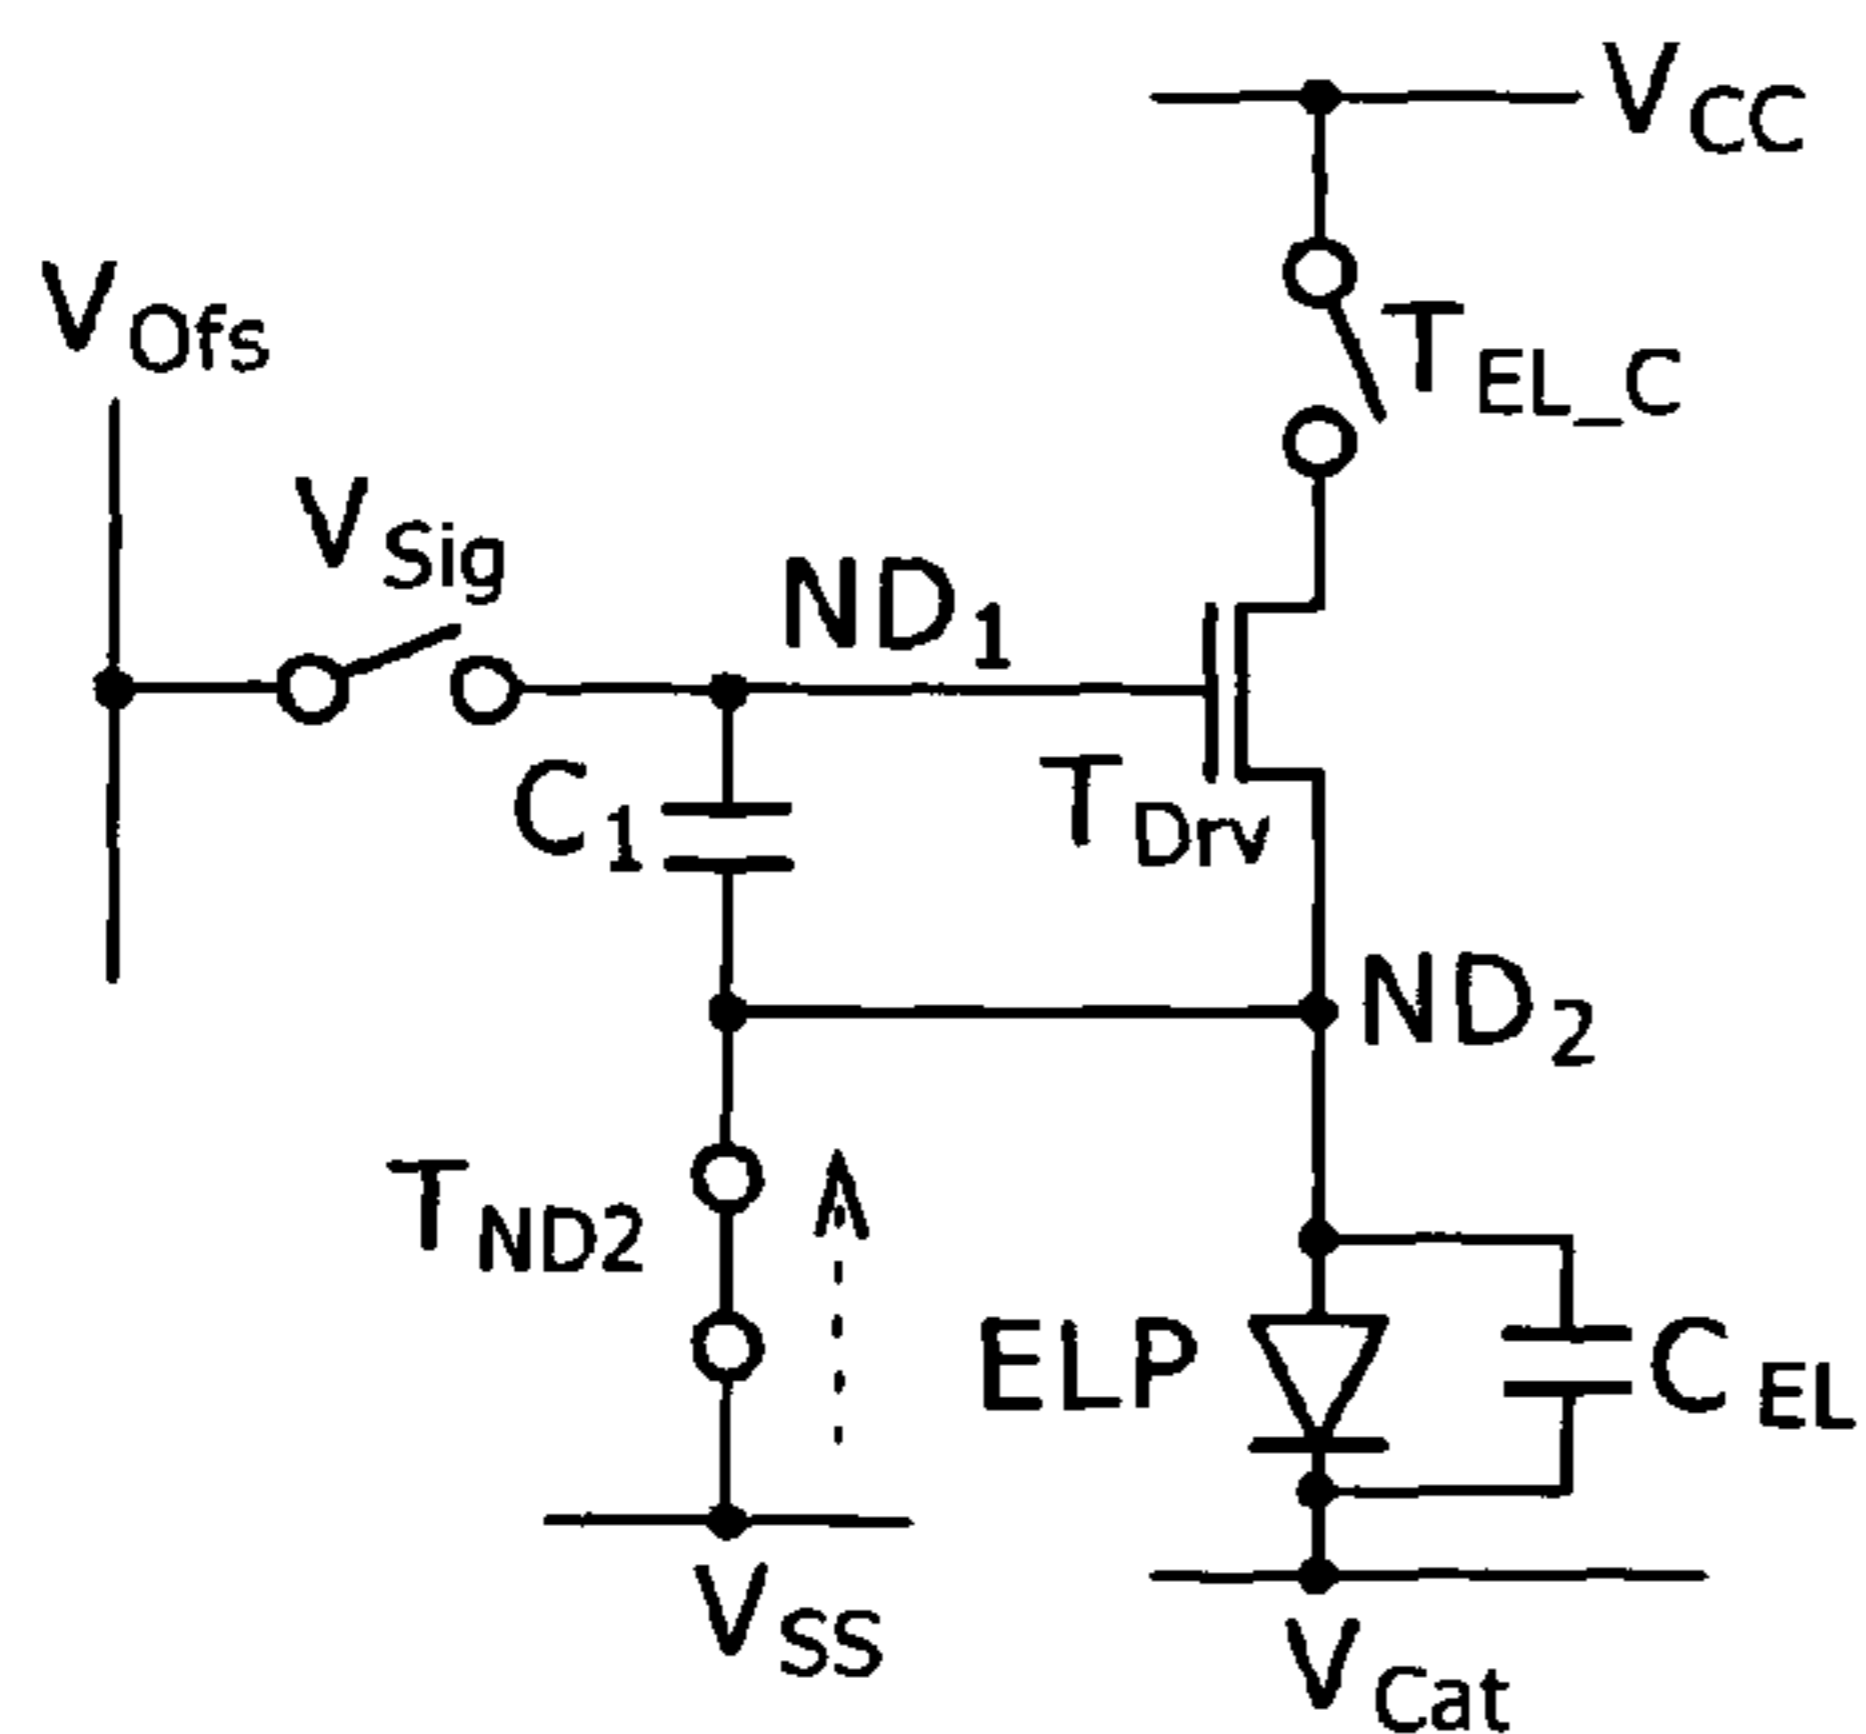 VCC
VOfs
TEL_C
VSig
ND1
C1
TDrv
ND2
TND2
ELP
CEL
VSS
VCat